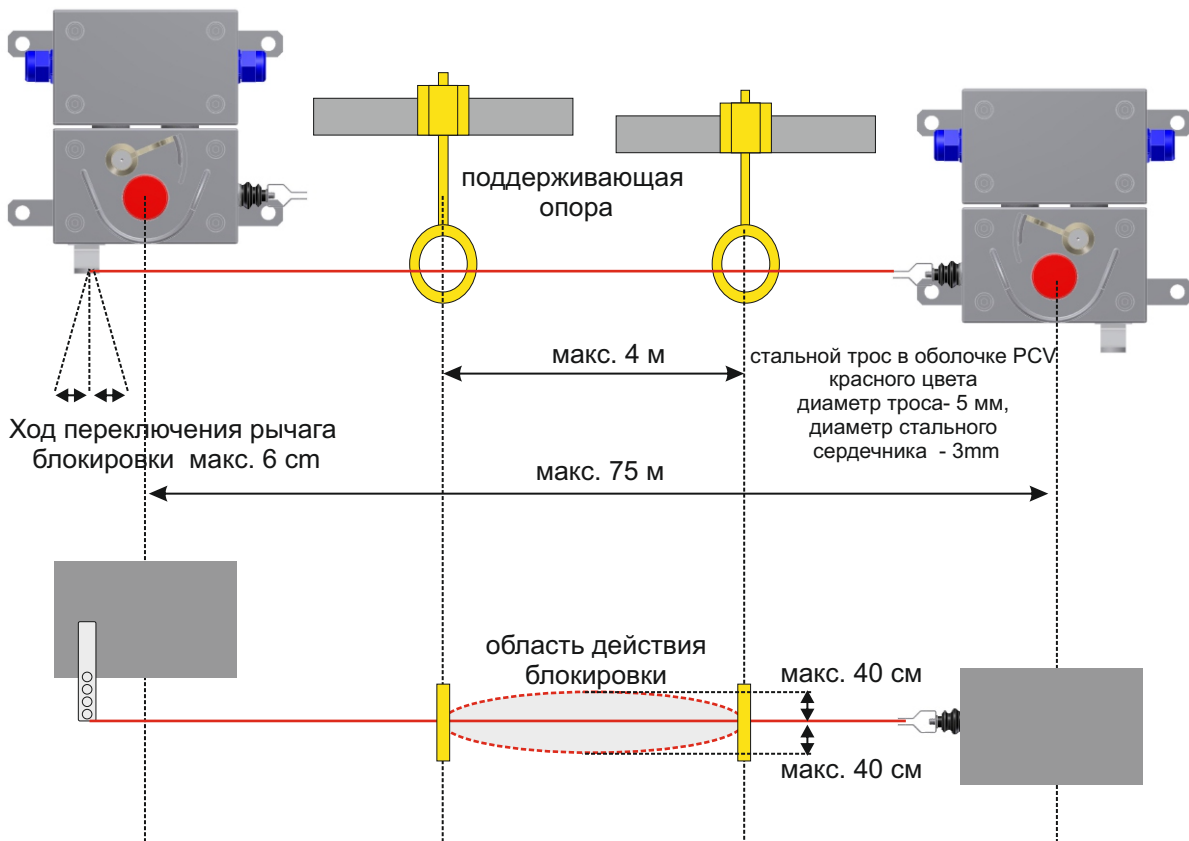 поддерживающая
опора
макс. 4 м
стальной трос в оболочке PCV
красного цвета
диаметр троса- 5 мм,
диаметр стального
сердечника - 3mm
Ход переключения рычага
блокировки макс. 6 cm
макс. 75 м
область действия
блокировки
макс. 40 см
макс. 40 см